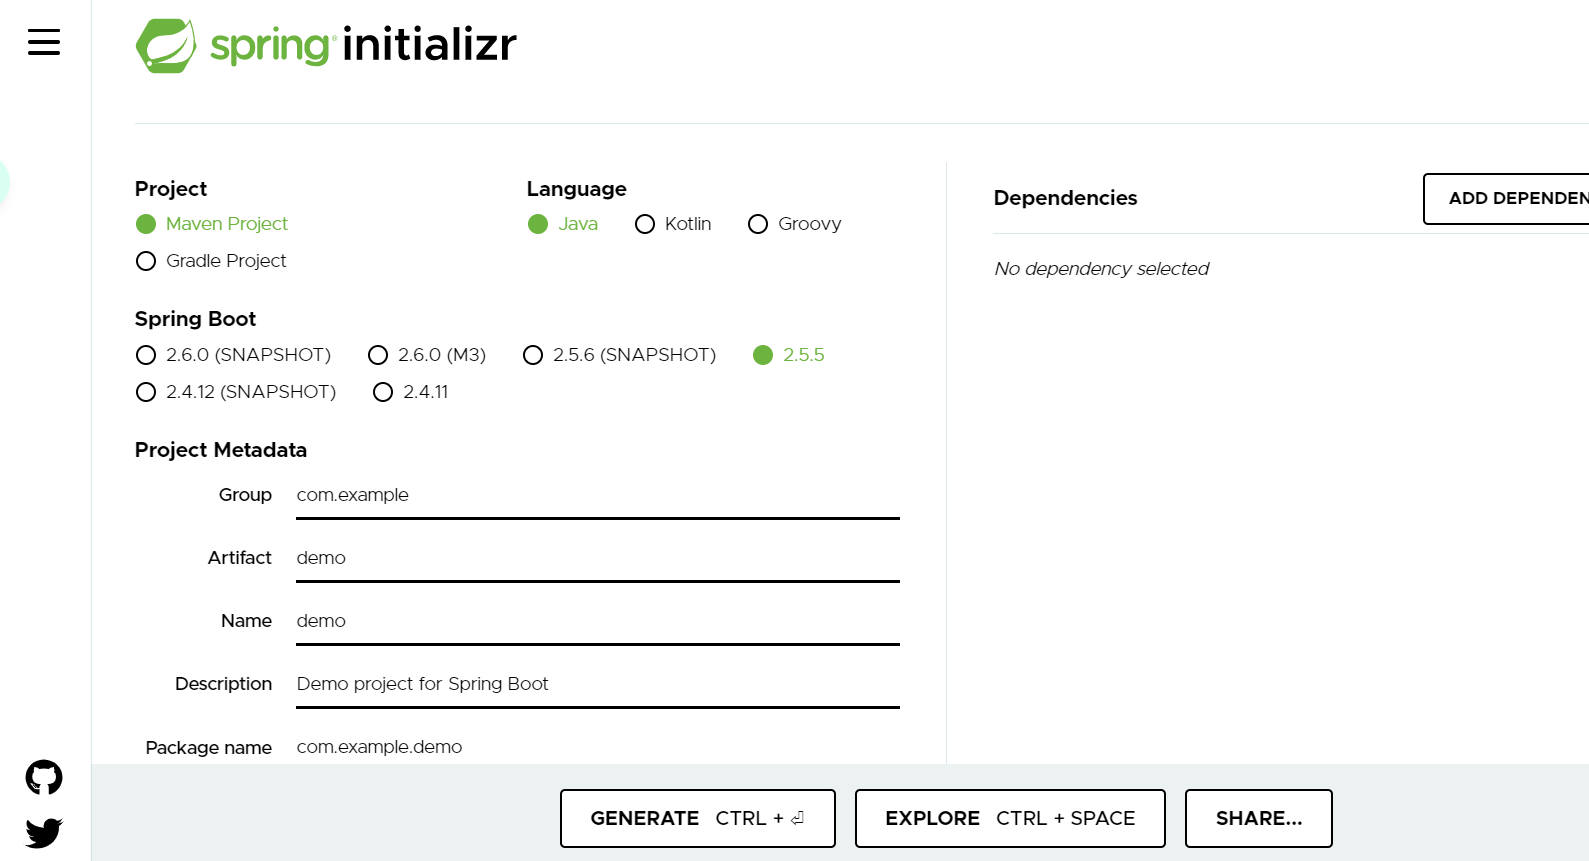 spring initializr
Project
Maven Project
Gradle Project
Language
Java Kotlin Groovy
Spring Boot
2.6.0 (SNAPSHOT) 2.6.0 (M3) 2.5.6 (SNAPSHOT) 2.5.5
2.4.12 (SNAPSHOT) 2.4.11
Project Metadata
Group com.example
Artifact demo
Name demo
Description Demo project for Spring Boot
Package name com.example.demo
Dependencies
ADD DEPENDEN
No dependency selected
GENERATE CTRL + ⏎
EXPLORE CTRL + SPACE
SHARE...